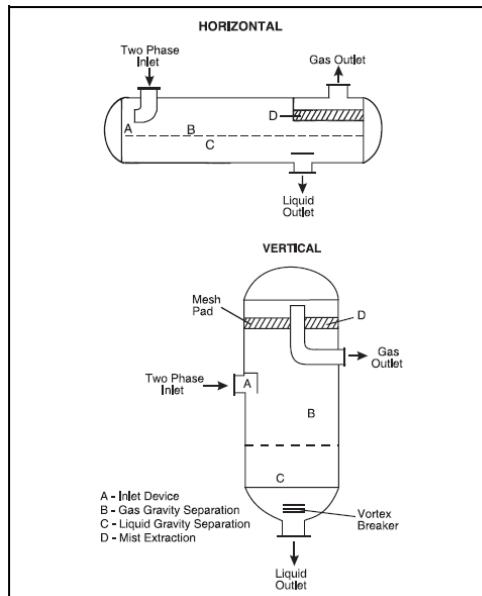 HORIZONTAL
Two Phase
Inlet
Gas Outlet
D
A
B
C
Liquid
Outlet
VERTICAL
Mesh
Pad
D
Gas
Outlet
Two Phase
Inlet
A
B
C
A - Inlet Device
B - Gas Gravity Separation
C - Liquid Gravity Separation
D - Mist Extraction
Vortex
Breaker
Liquid
Outlet